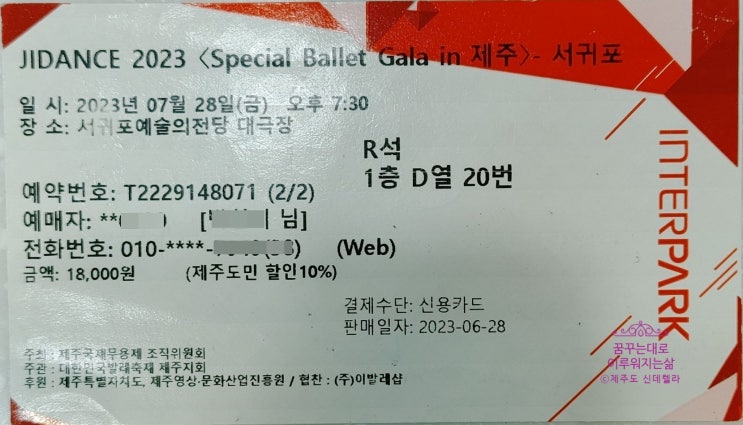 JIDANCE 2023 <Special Ballet Gala in 제주>- 서귀포
일 시: 2023년 07월 28일(금) 오후 7:30
장 소: 서귀포예술의전당 대극장
R석
1층 D열 20번
예약번호: T2229148071 (2/2)
예매자: ** [ 님]
전화번호: 010-****- (Web)
금액: 18,000원 (제주도민 할인10%)
결제수단: 신용카드
판매일자: 2023-06-28
주최 : 제주국제무용제 조직위원회
주관 : 대한민국발레축제 제주지회
후원 : 제주특별자치도, 제주영상·문화산업진흥원 / 협찬 : (주)이발레샵
INTERPARK
꿈꾸는대로
이루워지는삶
©제주도 신데렐라